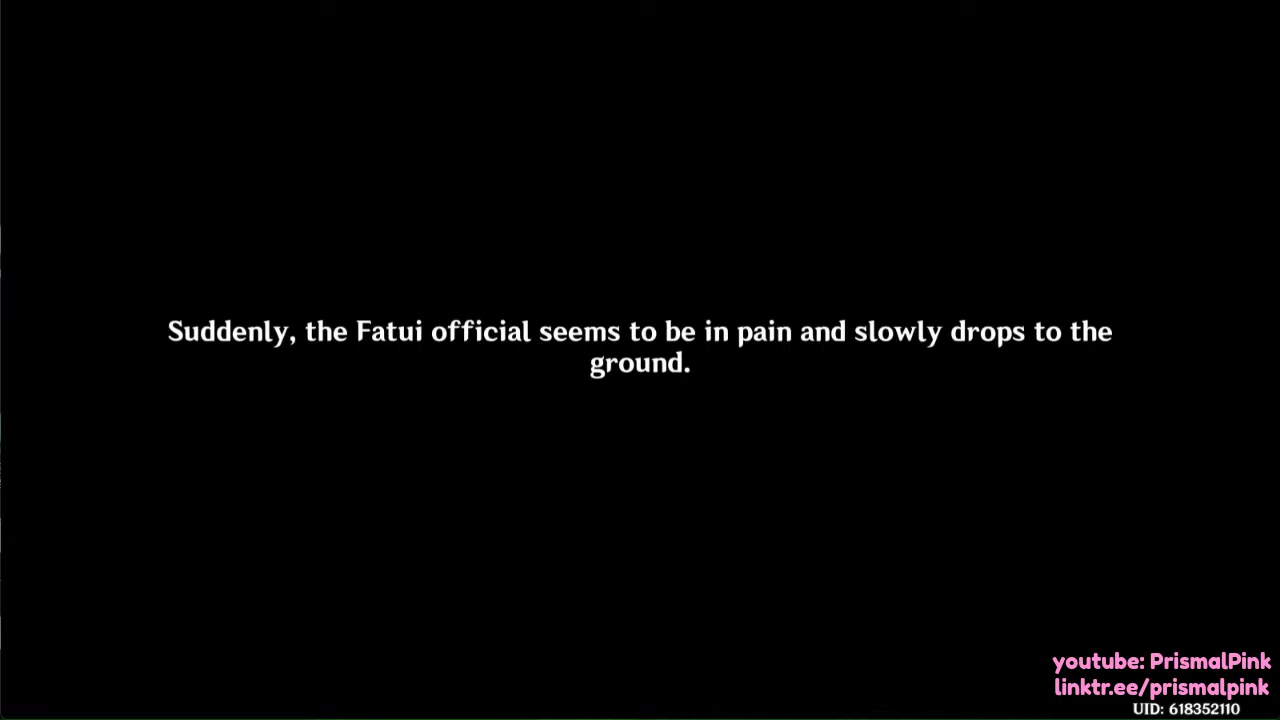 Suddenly, the Fatui official seems to be in pain and slowly drops to the
ground.
youtube: PrismalPink
linktr.ee/prismalpink
UID: 618352110